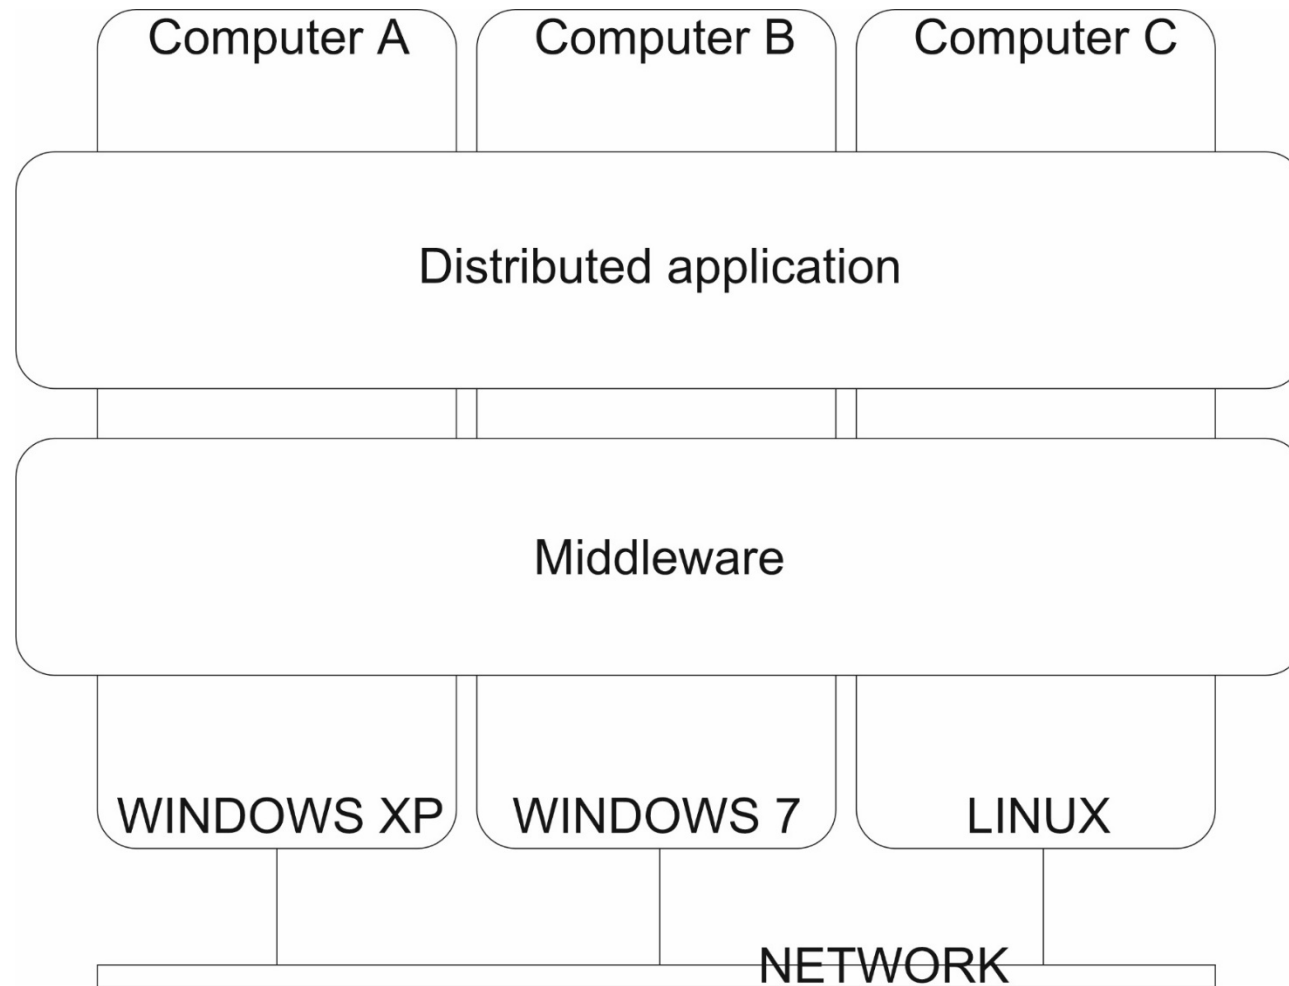 Computer A
Computer B
Computer C
Distributed application
Middleware
WINDOWS XP
WINDOWS 7
LINUX
NETWORK